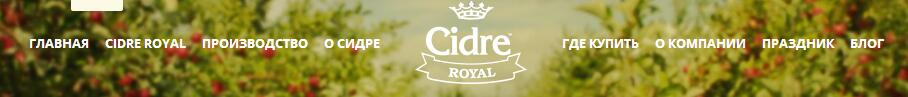 ГЛАВНАЯ CIDRE ROYAL ПРОИЗВОДСТВО О СИДРЕ
Cidre
ROYAL
ГДЕ КУПИТЬ О КОМПАНИИ ПРАЗДНИК БЛОГ